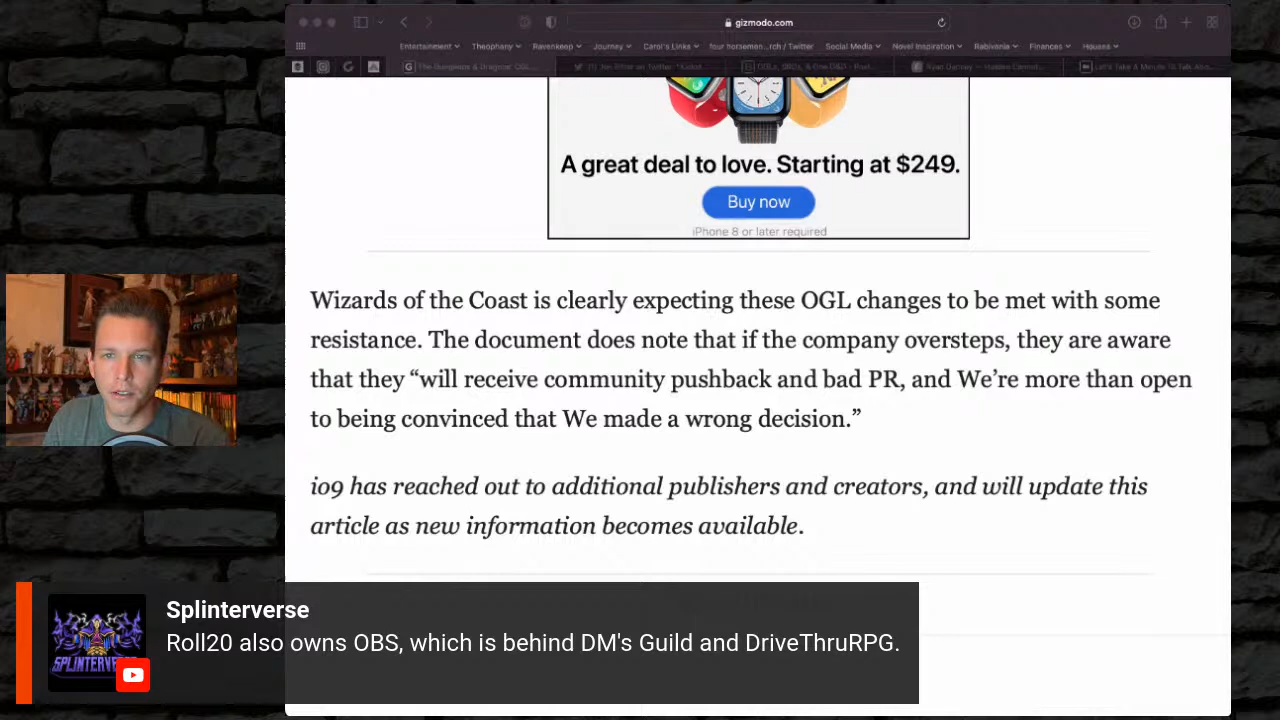 gizmodo.com
Entertainment Theophany Ravenkeep Journey Carol's Links four horsemen...rch / Twitter Social Media Novel Inspiration Rabivania Finances Houses
The Dungeons & Dragons OGL
A great deal to love. Starting at $249.
Buy now
iPhone 8 or later required
Wizards of the Coast is clearly expecting these OGL changes to be met with some
resistance. The document does note that if the company oversteps, they are aware
that they “will receive community pushback and bad PR, and We’re more than open
to being convinced that We made a wrong decision.”
io9 has reached out to additional publishers and creators, and will update this
article as new information becomes available.
SPLINTERVERSE
Splinterverse
Roll20 also owns OBS, which is behind DM's Guild and DriveThruRPG.